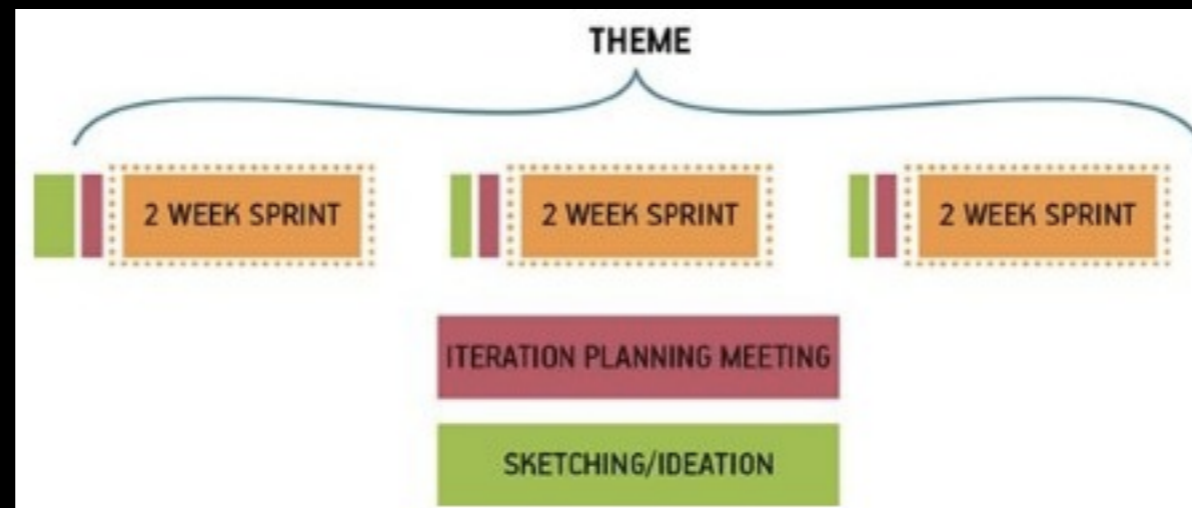 THEME
2 WEEK SPRINT
2 WEEK SPRINT
2 WEEK SPRINT
ITERATION PLANNING MEETING
SKETCHING/IDEATION